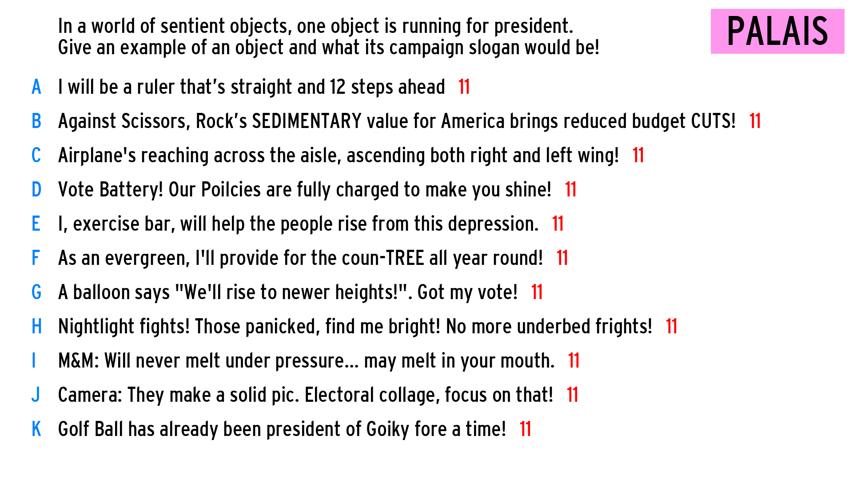 In a world of sentient objects, one object is running for president.
Give an example of an object and what its campaign slogan would be!
PALAIS
A I will be a ruler that's straight and 12 steps ahead 11
B Against Scissors, Rock's SEDIMENTARY value for America brings reduced budget CUTS! 11
C Airplane's reaching across the aisle, ascending both right and left wing! 11
D Vote Battery! Our Poilcies are fully charged to make you shine! 11
E I, exercise bar, will help the people rise from this depression. 11
F As an evergreen, I'll provide for the coun-TREE all year round! 11
G A balloon says "We'll rise to newer heights!". Got my vote! 11
H Nightlight fights! Those panicked, find me bright! No more underbed frights! 11
I M&M: Will never melt under pressure... may melt in your mouth. 11
J Camera: They make a solid pic. Electoral collage, focus on that! 11
K Golf Ball has already been president of Goiky fore a time! 11